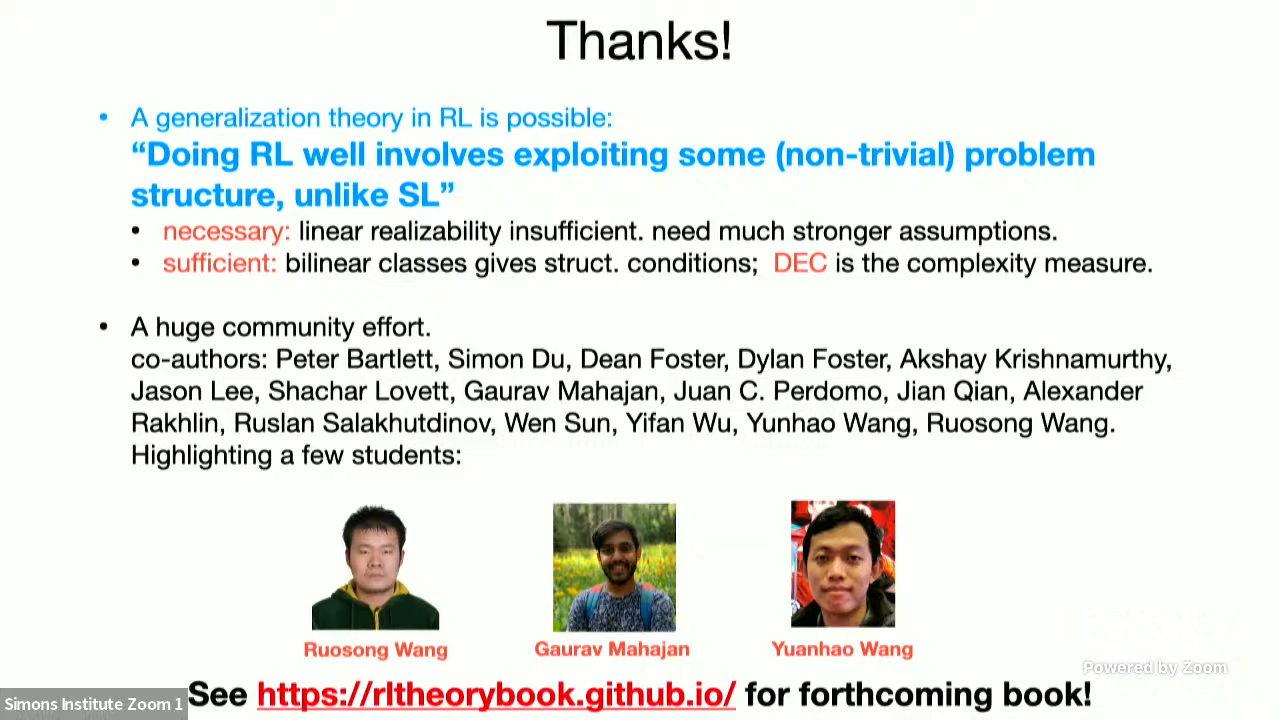 Thanks!
• A generalization theory in RL is possible:
“Doing RL well involves exploiting some (non-trivial) problem
structure, unlike SL”
• necessary: linear realizability insufficient. need much stronger assumptions.
• sufficient: bilinear classes gives struct. conditions; DEC is the complexity measure.
• A huge community effort.
co-authors: Peter Bartlett, Simon Du, Dean Foster, Dylan Foster, Akshay Krishnamurthy,
Jason Lee, Shachar Lovett, Gaurav Mahajan, Juan C. Perdomo, Jian Qian, Alexander
Rakhlin, Ruslan Salakhutdinov, Wen Sun, Yifan Wu, Yunhao Wang, Ruosong Wang.
Highlighting a few students:
Ruosong Wang
Gaurav Mahajan
Yuanhao Wang
Powered by Zoom
Simons Institute Zoom 1
See https://rltheorybook.github.io/ for forthcoming book!